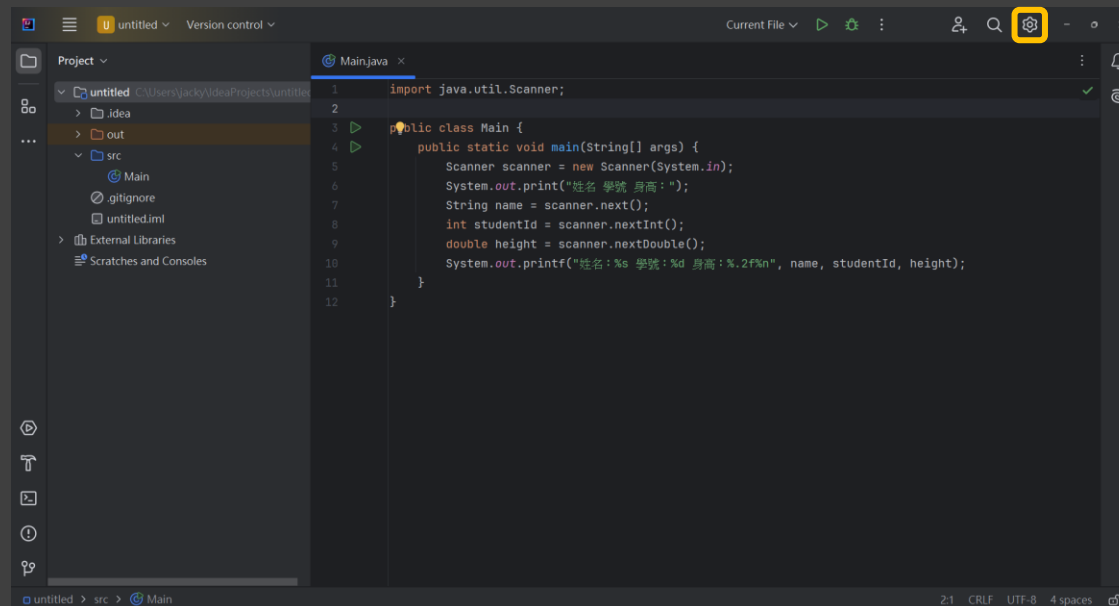 U untitled Version control Current File
Project
Main.java
untitled C:\Users\jacky\IdeaProjects\untitled
.idea
out
src
Main
.gitignore
untitled.iml
External Libraries
Scratches and Consoles
1 import java.util.Scanner;
2
3 public class Main {
4 public static void main(String[] args) {
5 Scanner scanner = new Scanner(System.in);
6 System.out.print("姓名 學號 身高：");
7 String name = scanner.next();
8 int studentId = scanner.nextInt();
9 double height = scanner.nextDouble();
10 System.out.printf("姓名：%s 學號：%d 身高：%.2f%n", name, studentId, height);
11 }
12 }
untitled > src > Main 2:1 CRLF UTF-8 4 spaces